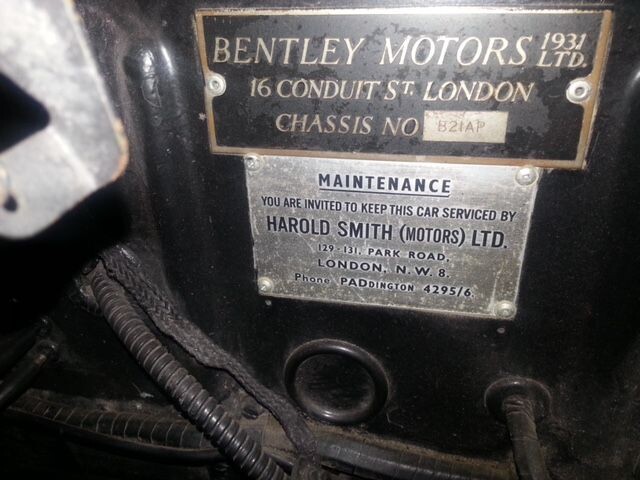 BENTLEY MOTORS 1931 LTD.
16 CONDUIT ST. LONDON
CHASSIS NO B21AP
MAINTENANCE
YOU ARE INVITED TO KEEP THIS CAR SERVICED BY
HAROLD SMITH (MOTORS) LTD.
129-131, PARK ROAD,
LONDON, N.W.8.
Phone PADDINGTON 4295/6.